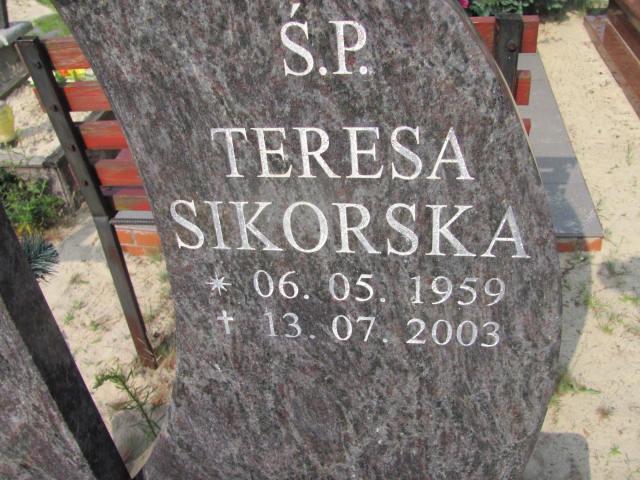 Ś.P.
TERESA
SIKORSKA
* 06. 05. 1959
✝ 13. 07. 2003